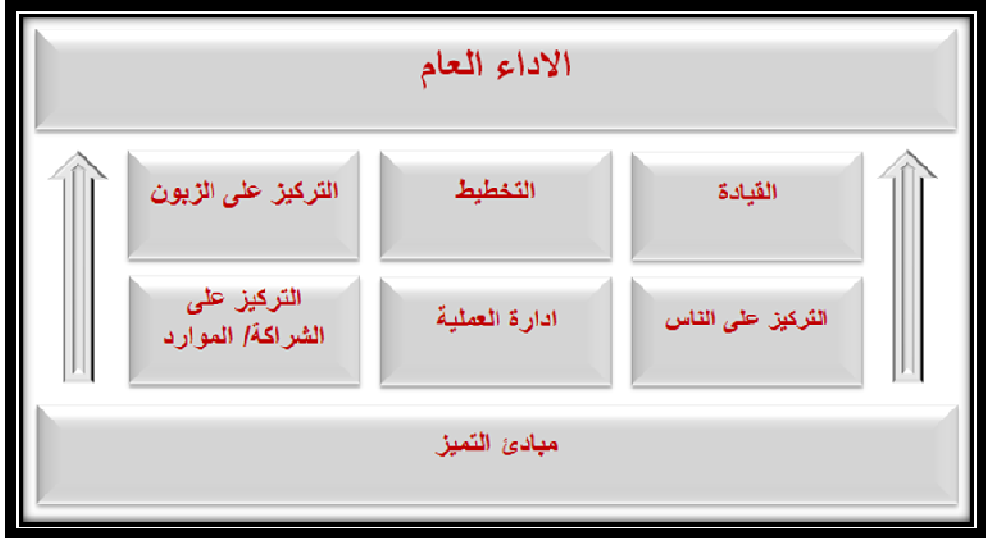 الاداء العام
القيادة
التخطيط
التركيز على الزبون
التركيز على الناس
ادارة العملية
التركيز على
الشراكة/ الموارد
مبادئ التميز